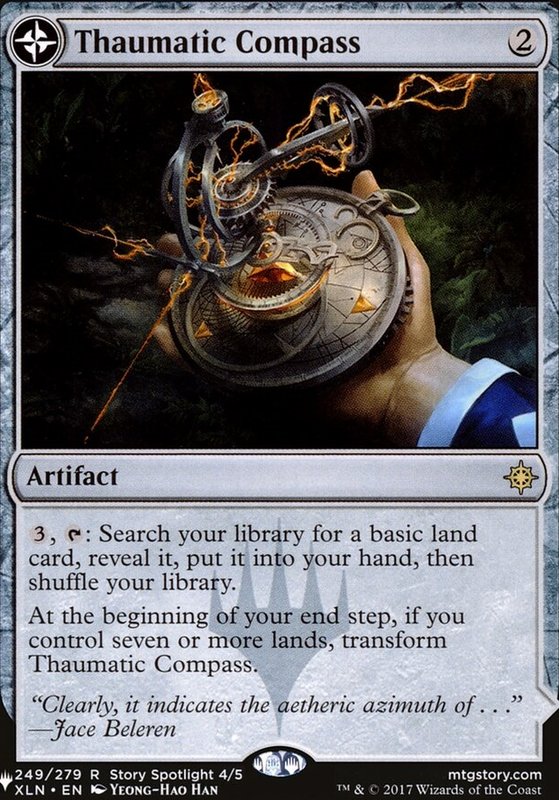 Thaumatic Compass 2
Artifact
3, T: Search your library for a basic land
card, reveal it, put it into your hand, then
shuffle your library.
At the beginning of your end step, if you
control seven or more lands, transform
Thaumatic Compass.
“Clearly, it indicates the aetheric azimuth of . . .”
—Jace Beleren
249/279 R Story Spotlight 4/5
XLN • EN Yeong-Hao Han
mtgstory.com
™ & © 2017 Wizards of the Coast